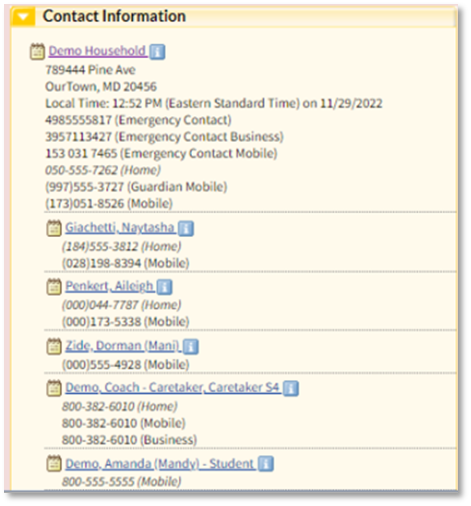 Contact Information
Demo Household
789444 Pine Ave
OurTown, MD 20456
Local Time: 12:52 PM (Eastern Standard Time) on 11/29/2022
4985555817 (Emergency Contact)
3957113427 (Emergency Contact Business)
153 031 7465 (Emergency Contact Mobile)
050-555-7262 (Home)
(997)555-3727 (Guardian Mobile)
(173)051-8526 (Mobile)
Giachetti, Naytasha
(184)555-3812 (Home)
(028)198-8394 (Mobile)
Penkert, Aileigh
(000)044-7787 (Home)
(000)173-5338 (Mobile)
Zide, Dorman (Mani)
(000)555-4928 (Mobile)
Demo, Coach - Caretaker, Caretaker S4
800-382-6010 (Home)
800-382-6010 (Mobile)
800-382-6010 (Business)
Demo, Amanda (Mandy) - Student
800-555-5555 (Mobile)